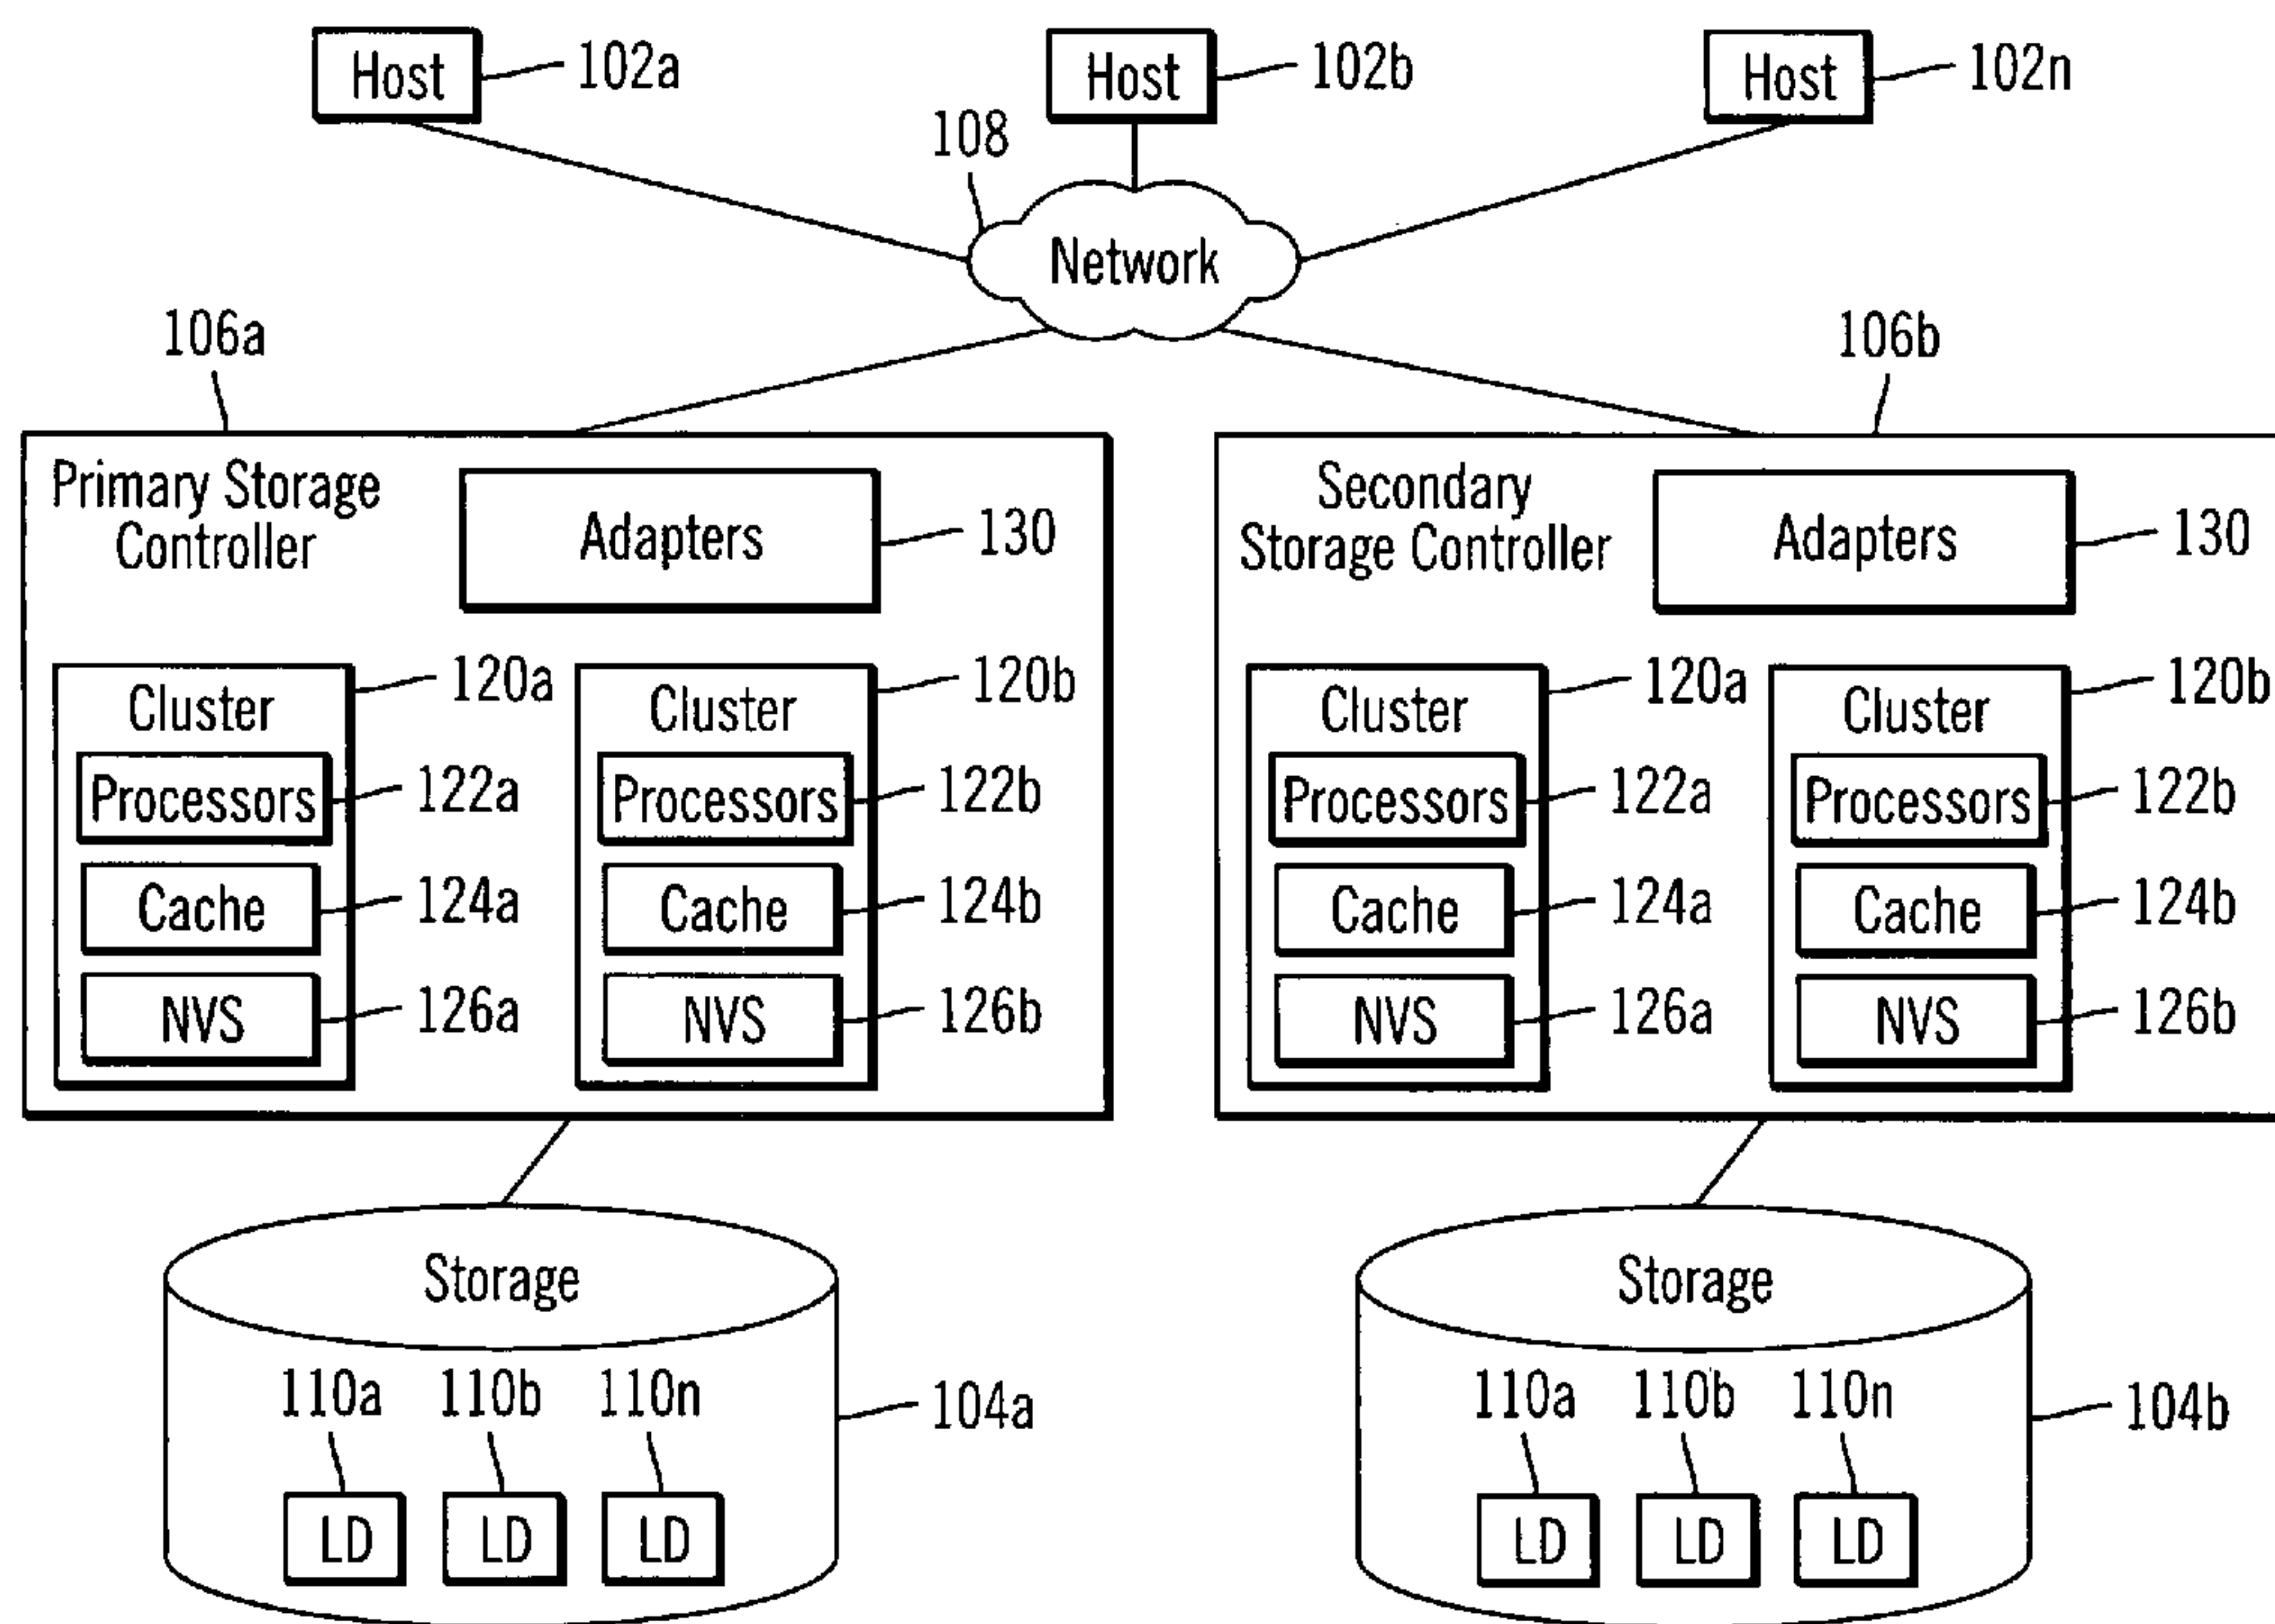 Host 102a
Host 102b
Host 102n
108
Network
106a
106b
Primary Storage
Controller
Adapters 130
Secondary
Storage Controller
Adapters 130
Cluster 120a
Processors 122a
Cache 124a
NVS 126a
Cluster 120b
Processors 122b
Cache 124b
NVS 126b
Cluster 120a
Processors 122a
Cache 124a
NVS 126a
Cluster 120b
Processors 122b
Cache 124b
NVS 126b
Storage
110a 110b 110n
104a
LD LD LD
Storage
110a 110b 110n
104b
LD LD LD